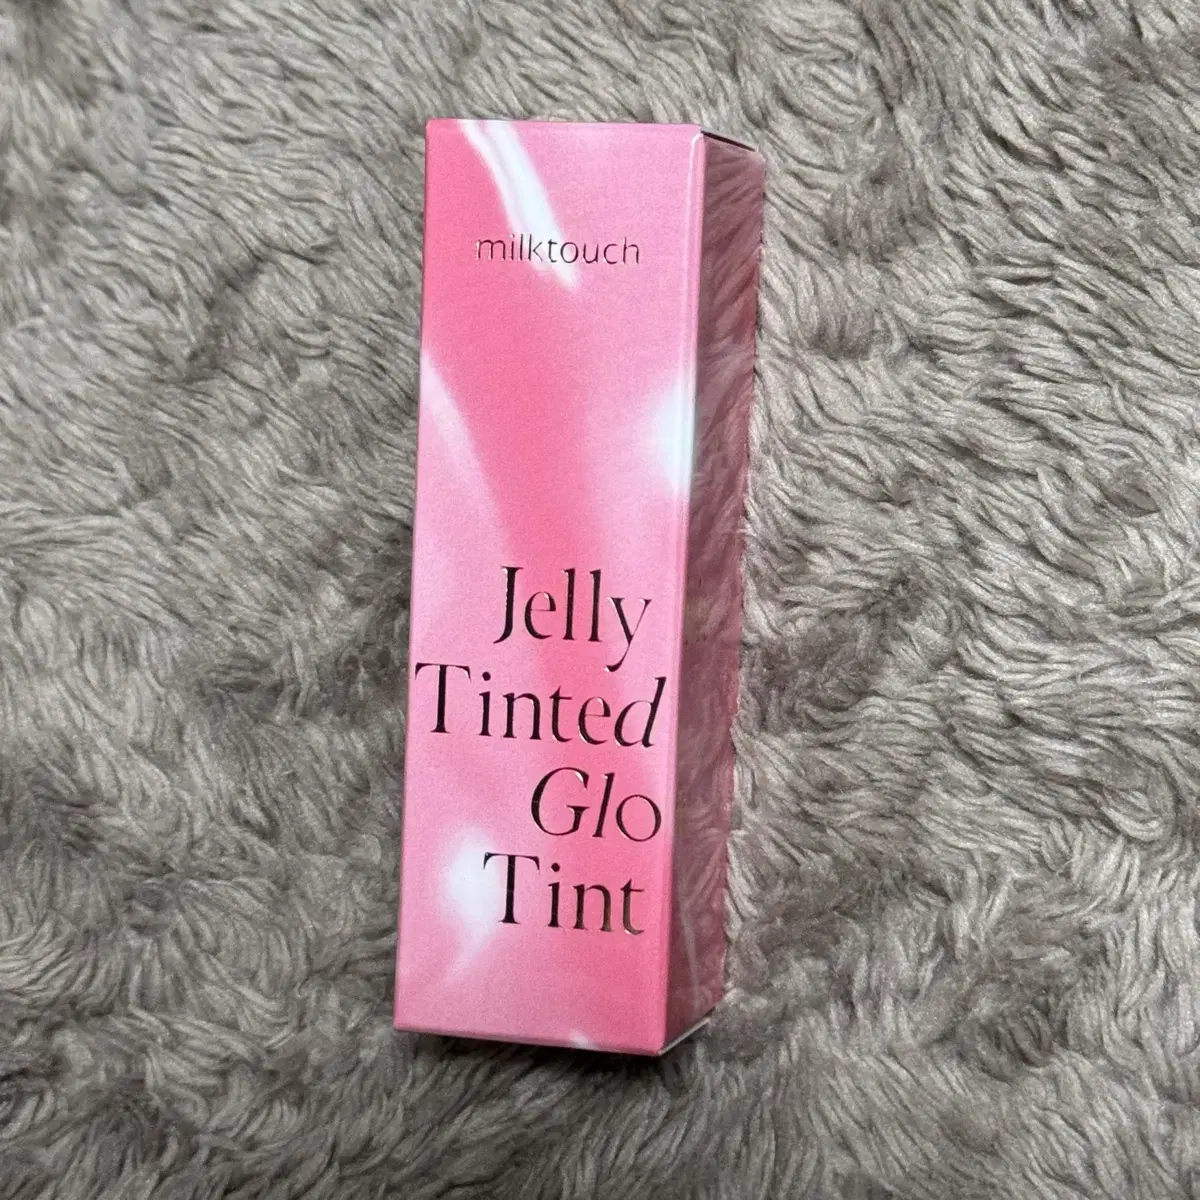 milktouch
Jelly
Tinted
Glo
Tint